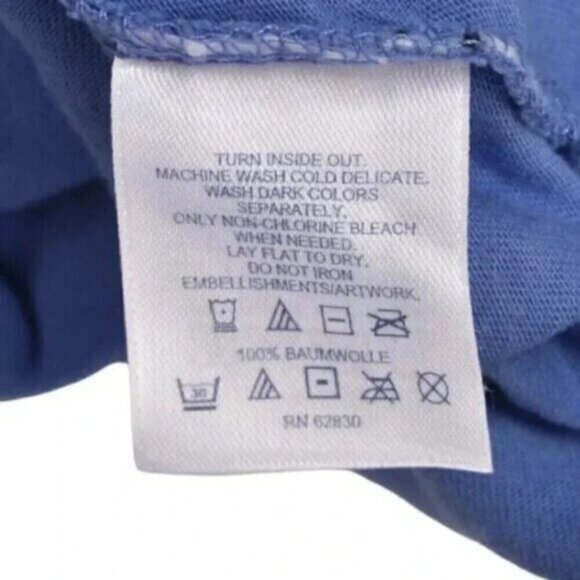 TURN INSIDE OUT.
MACHINE WASH COLD DELICATE.
WASH DARK COLORS
SEPARATELY.
ONLY NON-CHLORINE BLEACH
WHEN NEEDED.
LAY FLAT TO DRY.
DO NOT IRON
EMBELLISHMENTS/ARTWORK.
100% BAUMWOLLE
30
RN 62830